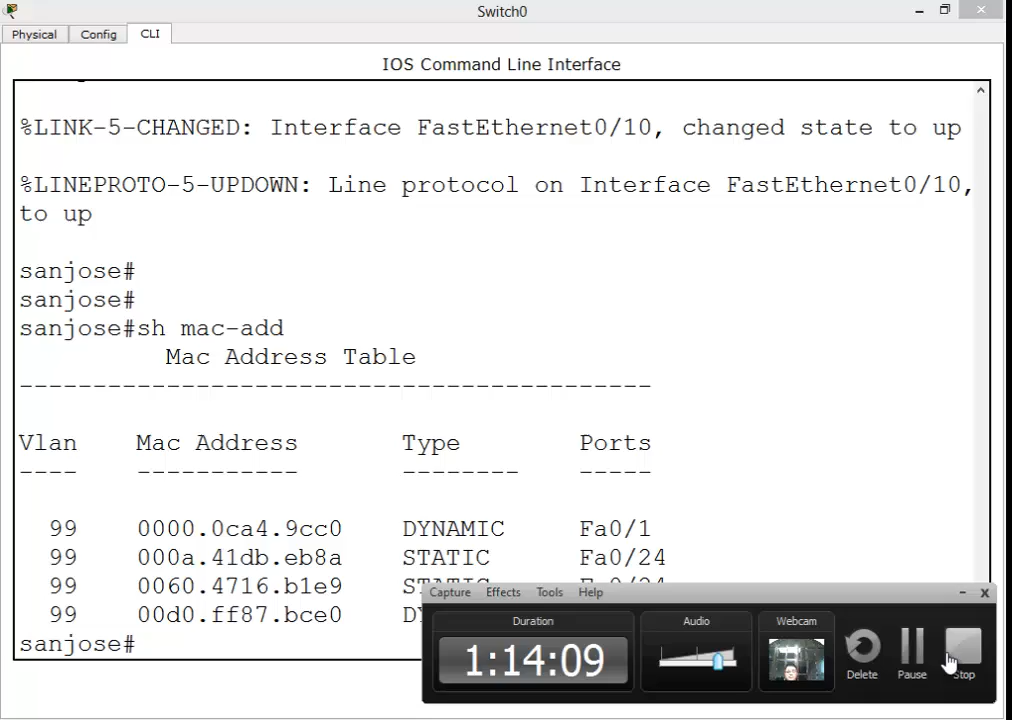 Switch0
Physical Config CLI
IOS Command Line Interface
%LINK-5-CHANGED: Interface FastEthernet0/10, changed state to up
%LINEPROTO-5-UPDOWN: Line protocol on Interface FastEthernet0/10,
to up
sanjose#
sanjose#
sanjose#sh mac-add
Mac Address Table
-------------------------------------------
Vlan Mac Address Type Ports
---- ----------- -------- -----
99 0000.0ca4.9cc0 DYNAMIC Fa0/1
99 000a.41db.eb8a STATIC Fa0/24
99 0060.4716.b1e9
99 00d0.ff87.bce0
sanjose#
Capture Effects Tools Help
Duration Audio Webcam
1:14:09
Delete Pause Stop